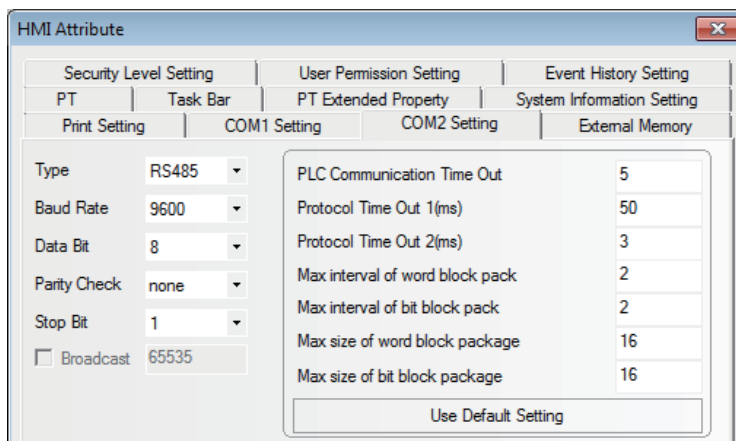 HMI Attribute
Security Level Setting User Permission Setting Event History Setting
PT Task Bar PT Extended Property System Information Setting
Print Setting COM1 Setting COM2 Setting External Memory
Type RS485
Baud Rate 9600
Data Bit 8
Parity Check none
Stop Bit 1
Broadcast 65535
PLC Communication Time Out 5
Protocol Time Out 1(ms) 50
Protocol Time Out 2(ms) 3
Max interval of word block pack 2
Max interval of bit block pack 2
Max size of word block package 16
Max size of bit block package 16
Use Default Setting